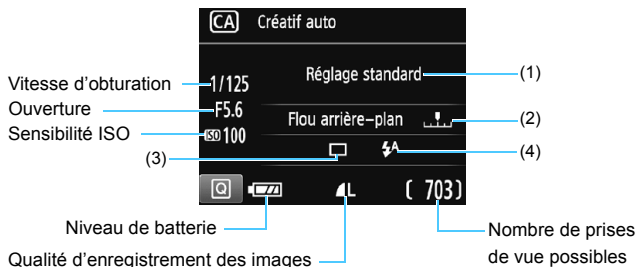 CA Créatif auto
Réglage standard (1)
Vitesse d'obturation 1/125
Ouverture F5.6
Flou arrière-plan (2)
Sensibilité ISO ISO 100
(3) (4)
Q L ( 703)
Niveau de batterie
Nombre de prises
de vue possibles
Qualité d'enregistrement des images